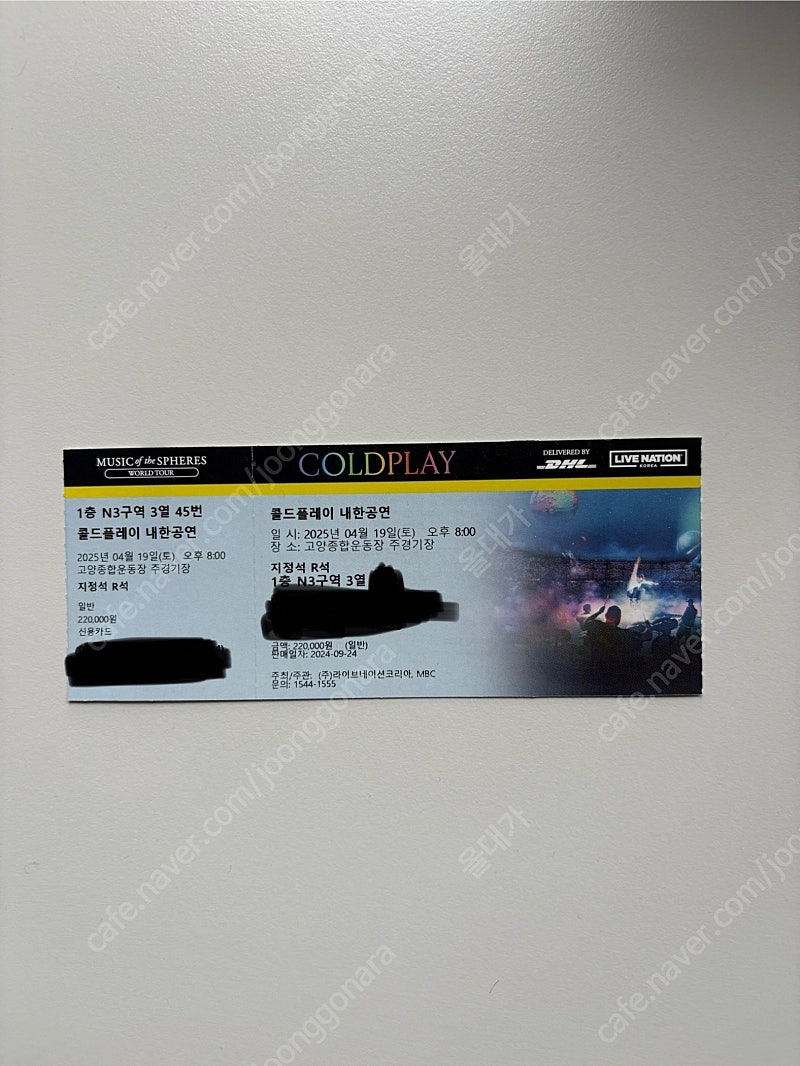 MUSIC of the SPHERES
WORLD TOUR
COLDPLAY
DELIVERED BY
DHL
LIVE NATION
KOREA
1층 N3구역 3열 45번
콜드플레이 내한공연
2025년 04월 19일(토) 오후 8:00
고양종합운동장 주경기장
지정석 R석
일반
220,000원
신용카드
콜드플레이 내한공연
일 시: 2025년 04월 19일(토) 오후 8:00
장 소: 고양종합운동장 주경기장
지정석 R석
1층 N3구역 3열
금액: 220,000원 (일반)
판매일자: 2024-09-24
주최/주관: (주)라이브네이션코리아, MBC
문의: 1544-1555
cafe.naver.com/joonggonara
올대가